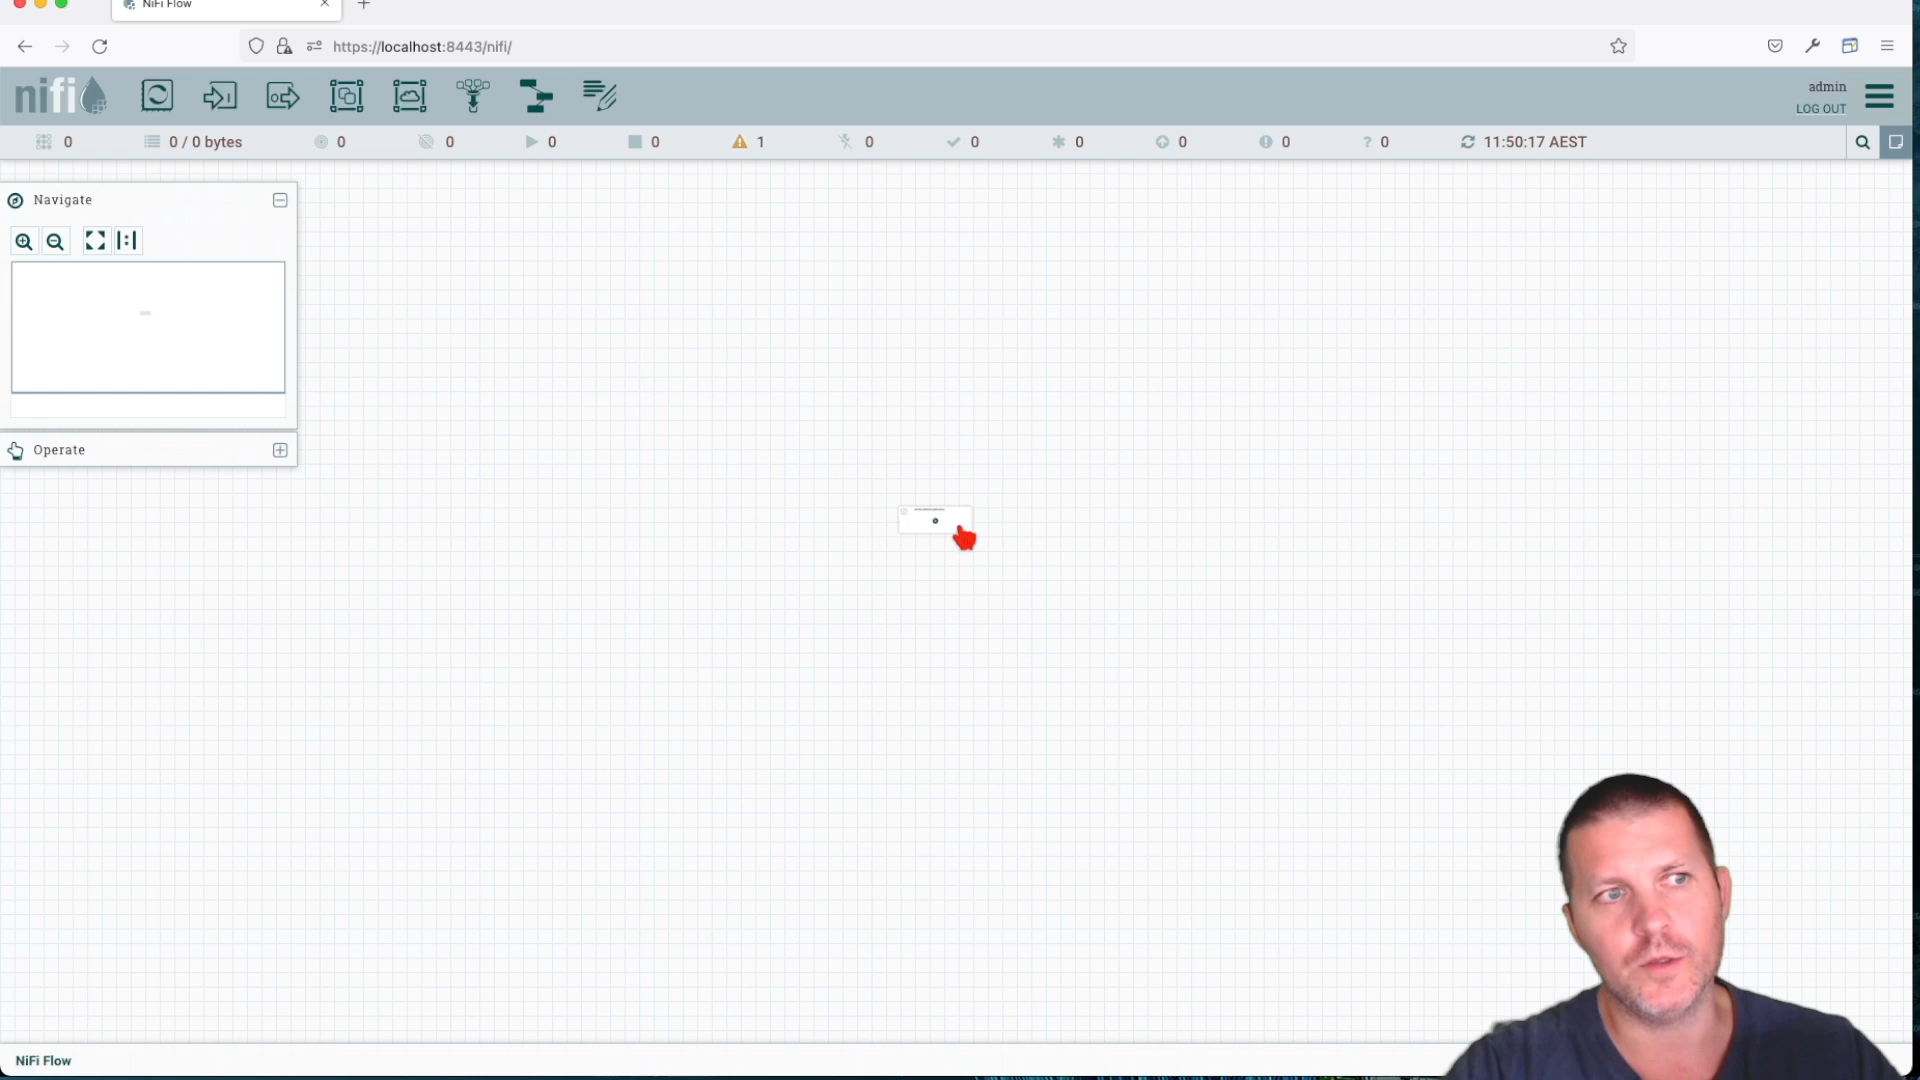 NiFi Flow
https://localhost:8443/nifi/
nifi
admin
LOG OUT
0
0 / 0 bytes
0
0
0
0
1
0
0
0
0
0
? 0
11:50:17 AEST
Navigate
Operate
NiFi Flow